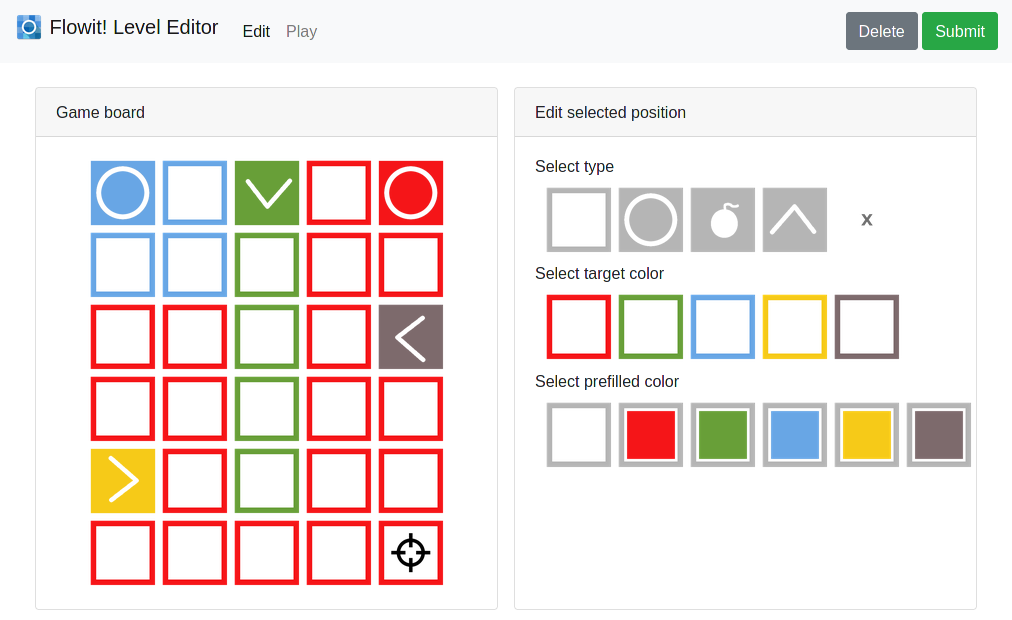 Flowit! Level Editor Edit Play Delete Submit
Game board
Edit selected position
Select type
x
Select target color
Select prefilled color